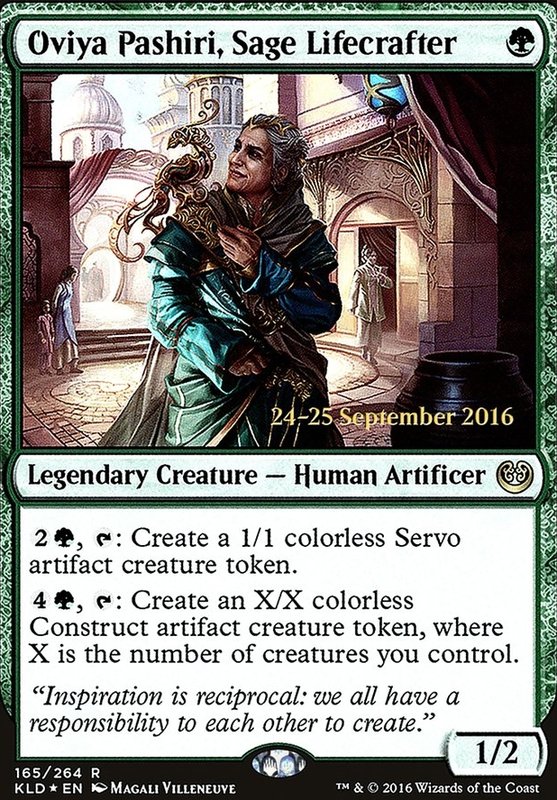 Oviya Pashiri, Sage Lifecrafter
24–25 September 2016
Legendary Creature — Human Artificer
2, : Create a 1/1 colorless Servo
artifact creature token.
4, : Create an X/X colorless
Construct artifact creature token, where
X is the number of creatures you control.
“Inspiration is reciprocal: we all have a
responsibility to each other to create.”
1/2
165/264 R
KLD ★ EN Magali Villeneuve
™ & © 2016 Wizards of the Coast